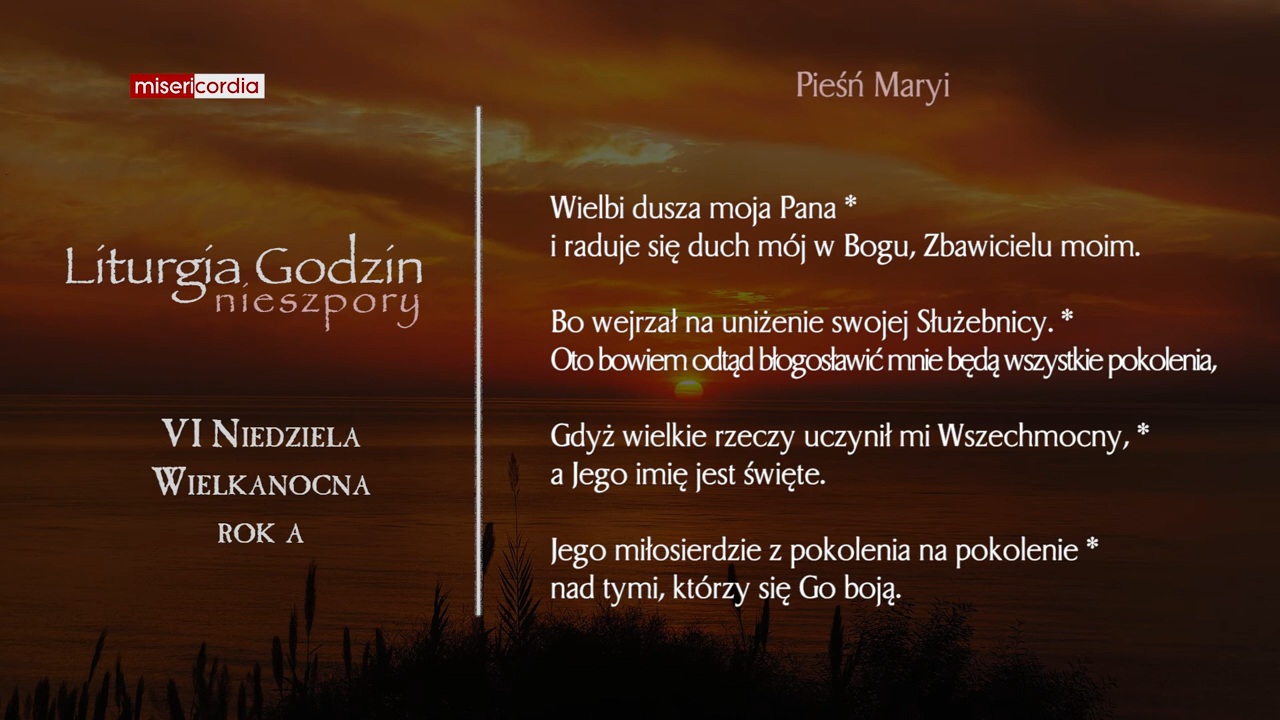 misericordia
Liturgia Godzin
nieszpory
VI Niedziela
Wielkanocna
rok A
Pieśń Maryi
Wielbi dusza moja Pana *
i raduje się duch mój w Bogu, Zbawicielu moim.
Bo wejrzał na uniżenie swojej Służebnicy. *
Oto bowiem odtąd błogosławić mnie będą wszystkie pokolenia,
Gdyż wielkie rzeczy uczynił mi Wszechmocny, *
a Jego imię jest święte.
Jego miłosierdzie z pokolenia na pokolenie *
nad tymi, którzy się Go boją.